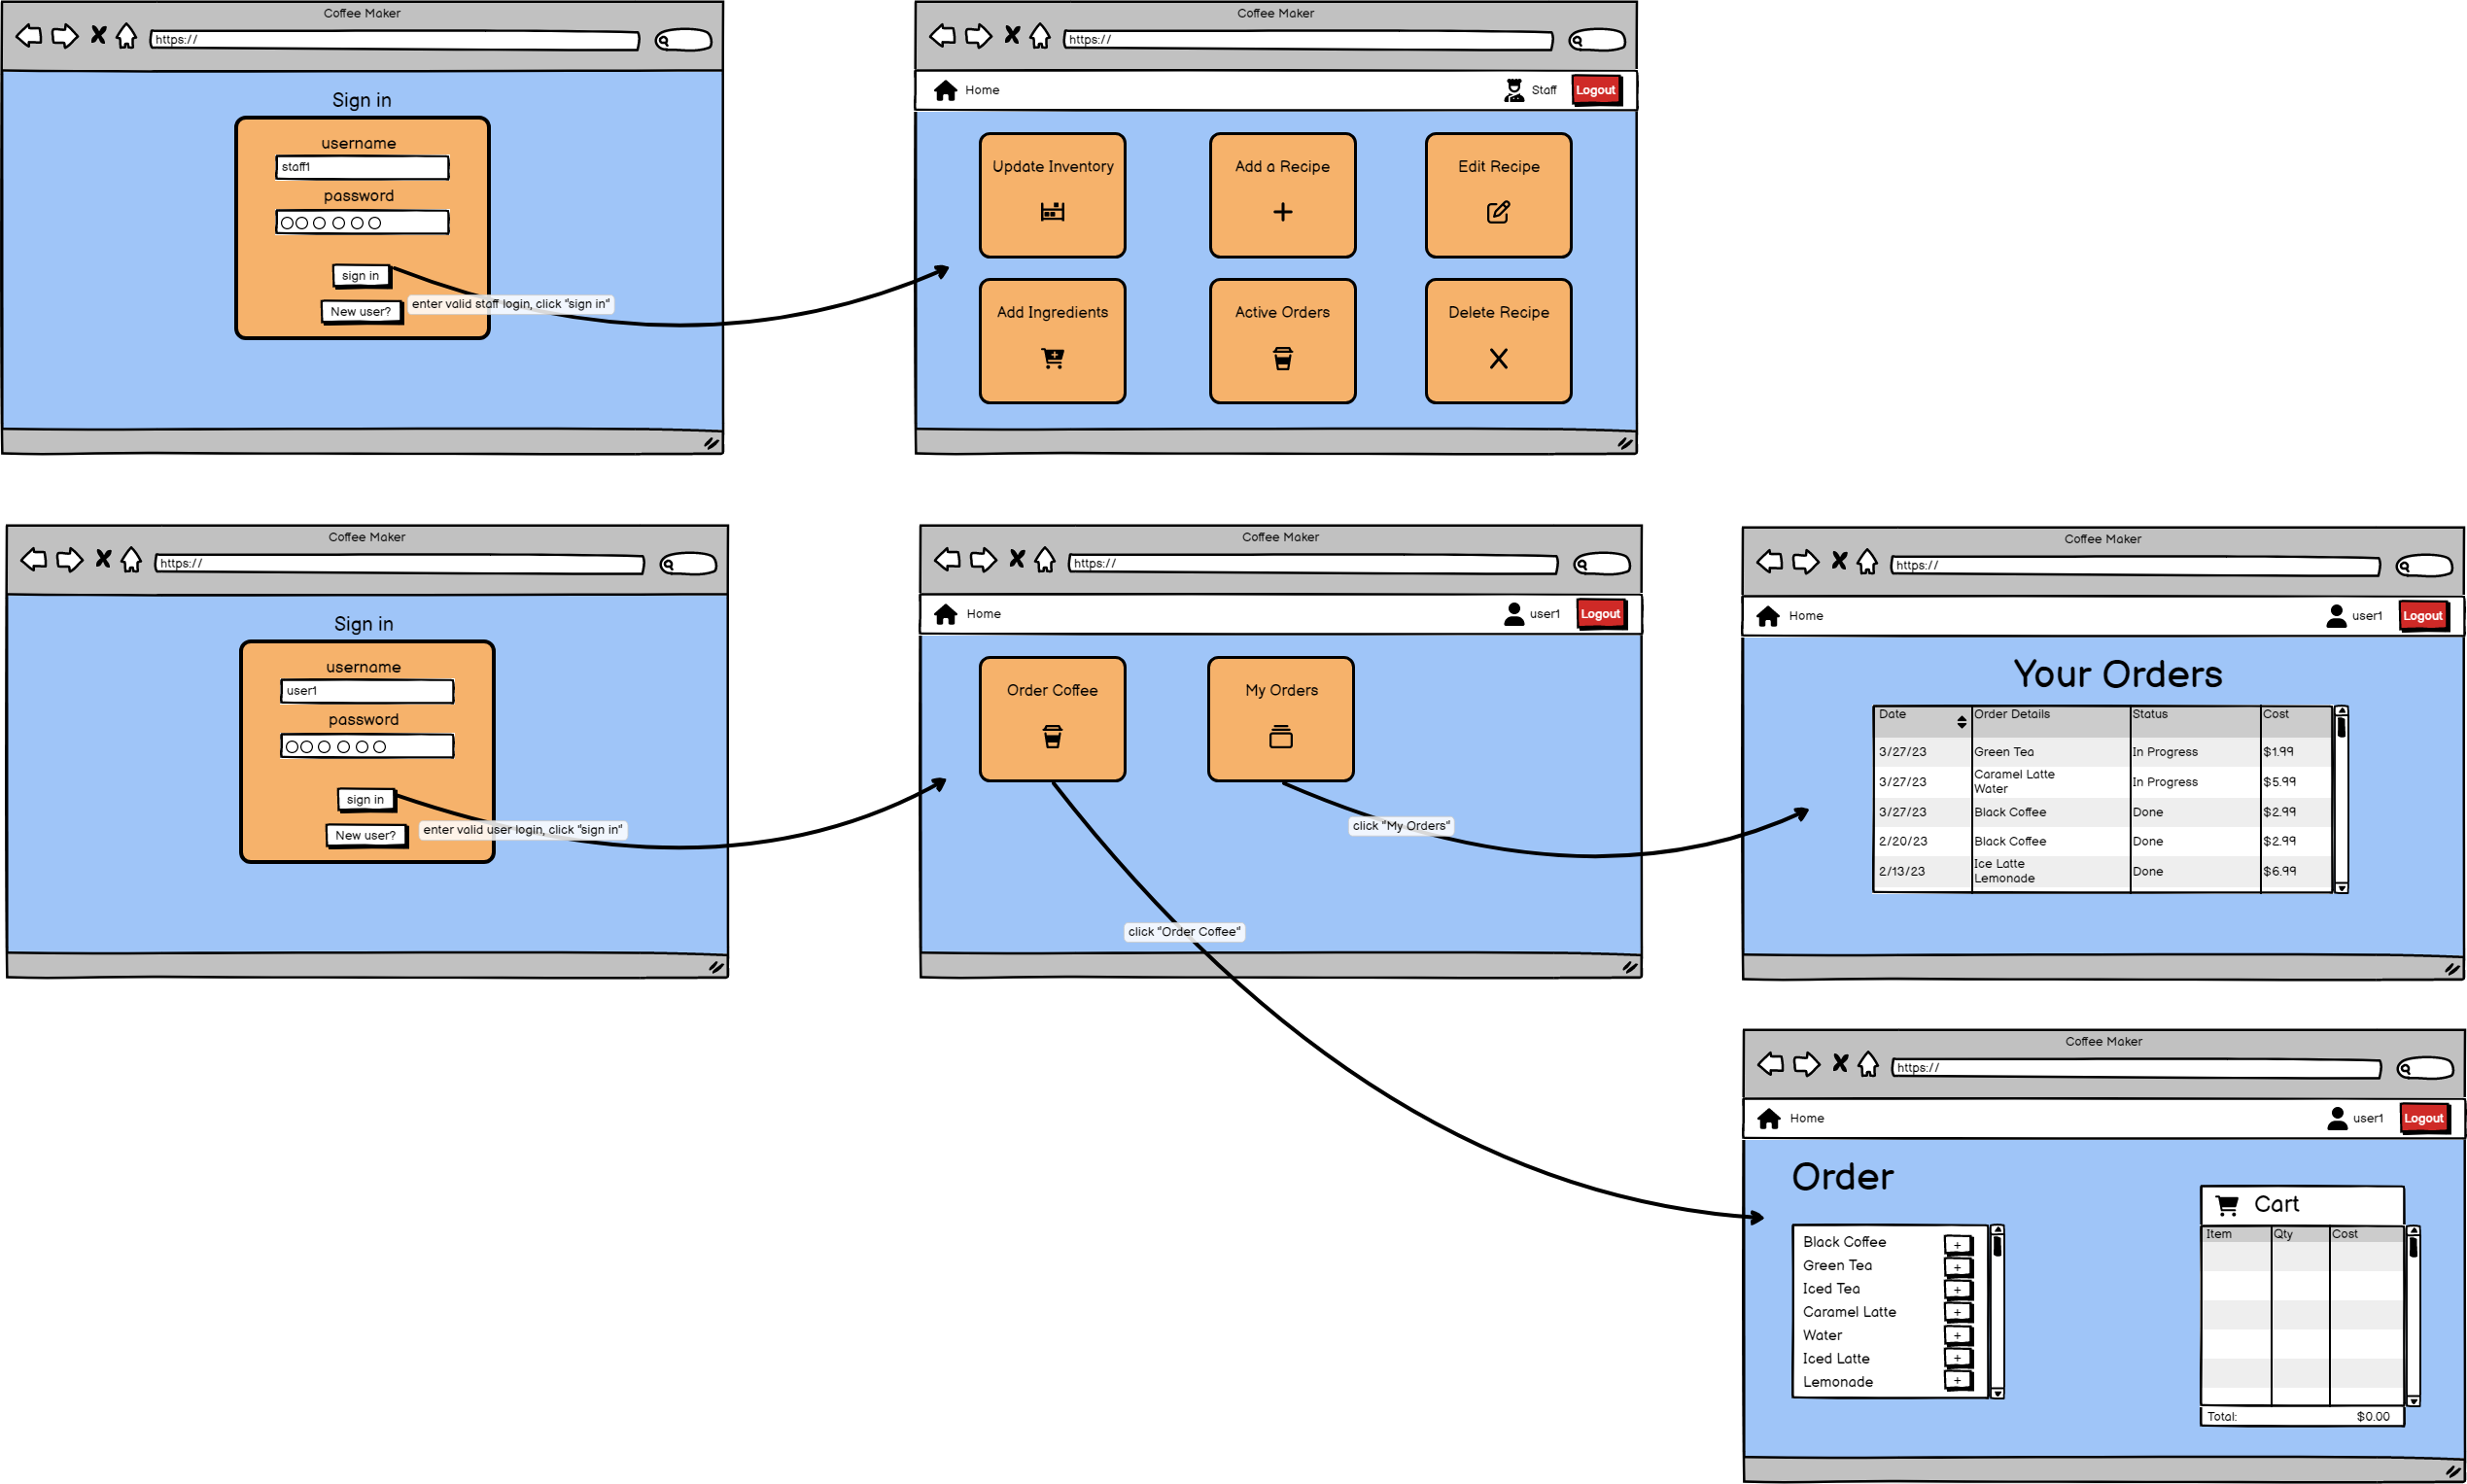 Coffee Maker
https://
Sign in
username
staff1
password
sign in
New user?
enter valid staff login, click "sign in"
Coffee Maker
https://
Home
Staff
Logout
Update Inventory
Add a Recipe
Edit Recipe
Add Ingredients
Active Orders
Delete Recipe
Coffee Maker
https://
Sign in
username
user1
password
sign in
New user?
enter valid user login, click "sign in"
Coffee Maker
https://
Home
user1
Logout
Order Coffee
My Orders
click "My Orders"
click "Order Coffee"
Coffee Maker
https://
Home
user1
Logout
Your Orders
Date Order Details Status Cost
3/27/23 Green Tea In Progress $1.99
3/27/23 Caramel Latte In Progress $5.99
Water
3/27/23 Black Coffee Done $2.99
2/20/23 Black Coffee Done $2.99
2/13/23 Ice Latte Done $6.99
Lemonade
Coffee Maker
https://
Home
user1
Logout
Order
Black Coffee +
Green Tea +
Iced Tea +
Caramel Latte +
Water +
Iced Latte +
Lemonade +
Cart
Item Qty Cost
Total: $0.00